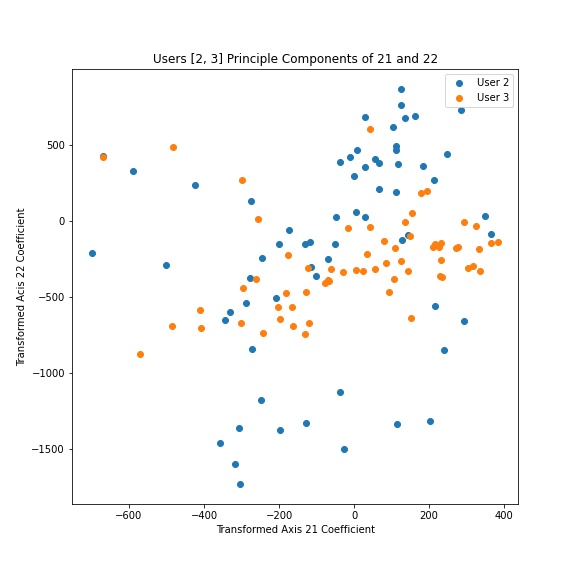 Users [2, 3] Principle Components of 21 and 22
User 2
User 3
500
0
−500
−1000
−1500
Transformed Acis 22 Coefficient
−600
−400
−200
0
200
400
Transformed Axis 21 Coefficient